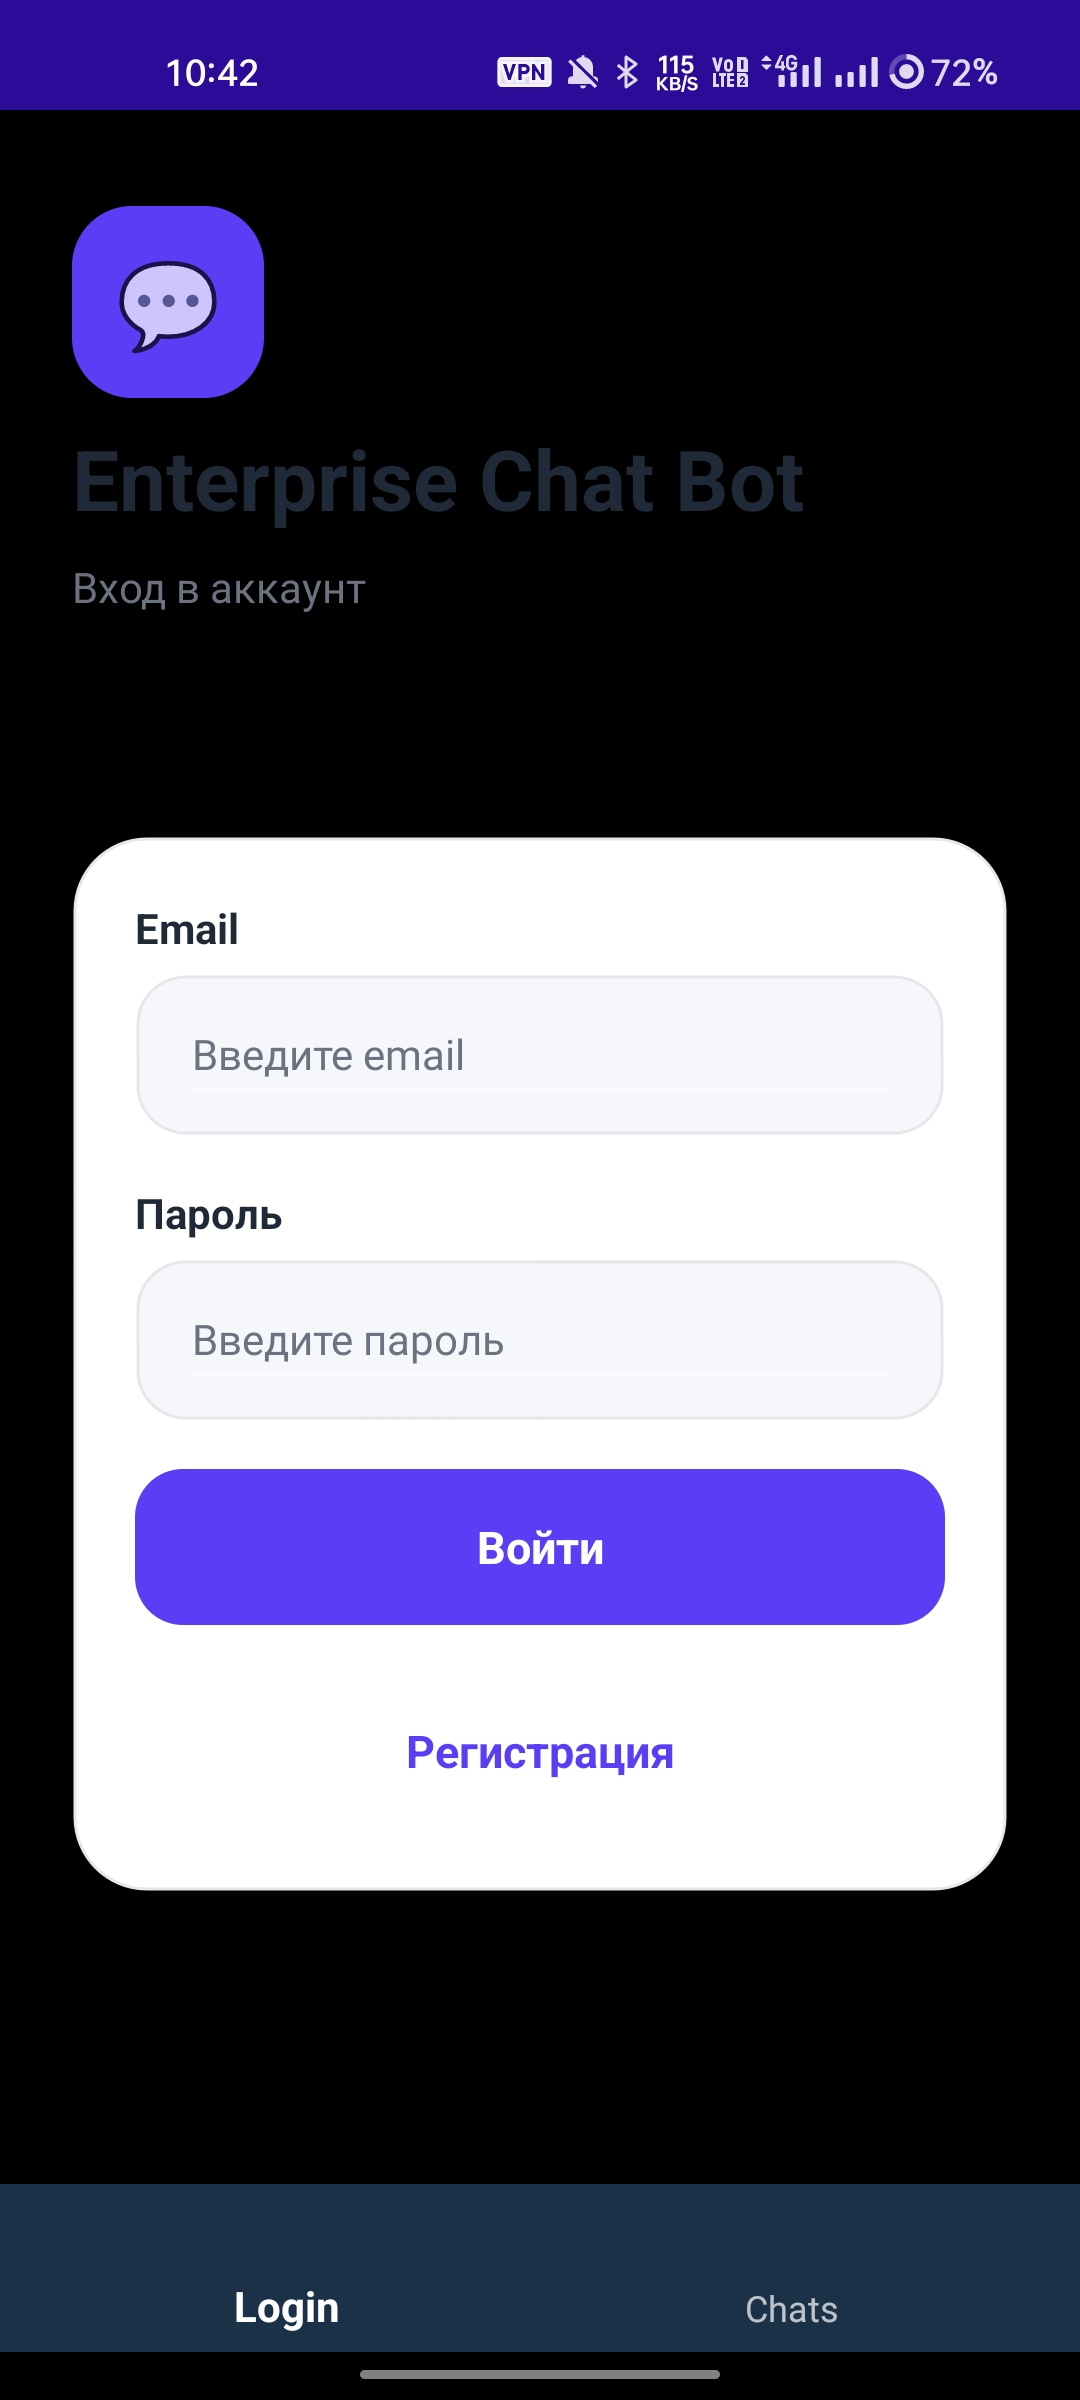 10:42
VPN 115 KB/S Vo LTE 2 4G 72%
Enterprise Chat Bot
Вход в аккаунт
Email
Введите email
Пароль
Введите пароль
Войти
Регистрация
Login Chats